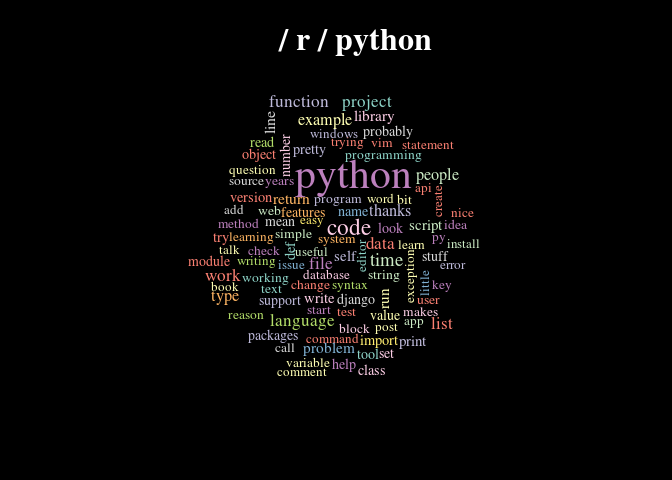 / r / python
function project
line example library
windows probably
read number trying vim statement
object pretty programming
question python people
source years api create
version return program word bit
add web features name thanks nice
method mean easy code look script idea
try learning simple system data learn py install
talk check def useful self. editor time. exception stuff
module writing issue file string error
work working database little key
book text change syntax
type support write django run user
reason start test value makes
language block post app list
packages command import print
call problem tool set
variable help class
comment